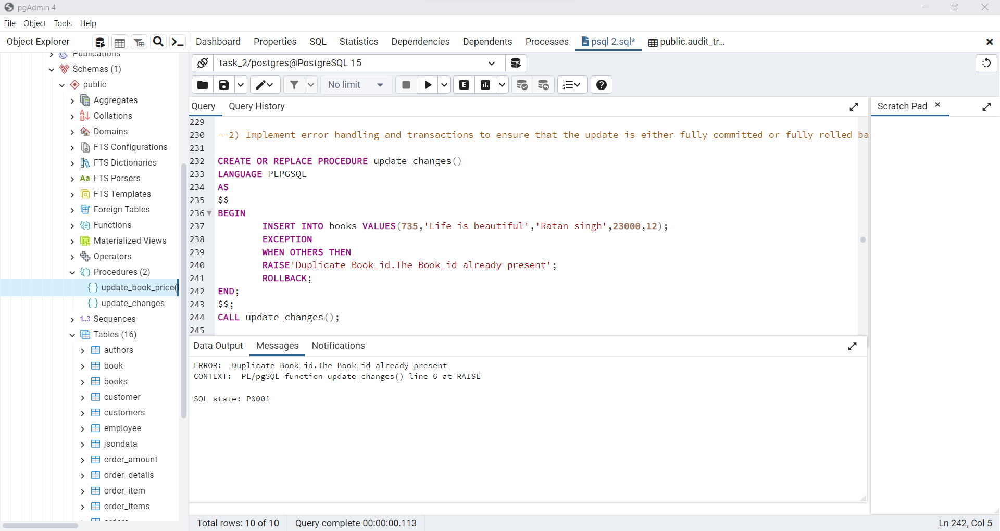 pgAdmin 4
File Object Tools Help
Object Explorer
Dashboard Properties SQL Statistics Dependencies Dependents Processes psql 2.sql* public.audit_tr...
Publications
Schemas (1)
public
Aggregates
Collations
Domains
FTS Configurations
FTS Dictionaries
Aa FTS Parsers
FTS Templates
Foreign Tables
Functions
Materialized Views
Operators
Procedures (2)
update_book_price(
update_changes
1..3 Sequences
Tables (16)
authors
book
books
customer
customers
employee
jsondata
order_amount
order_details
order_item
order_items
orders
task_2/postgres@PostgreSQL 15
No limit
E
Query Query History
Scratch Pad
229
230 --2) Implement error handling and transactions to ensure that the update is either fully committed or fully rolled ba
231
232 CREATE OR REPLACE PROCEDURE update_changes()
233 LANGUAGE PLPGSQL
234 AS
235 $$
236 BEGIN
237 INSERT INTO books VALUES(735,'Life is beautiful','Ratan singh',23000,12);
238 EXCEPTION
239 WHEN OTHERS THEN
240 RAISE'Duplicate Book_id.The Book_id already present';
241 ROLLBACK;
242 END;
243 $$;
244 CALL update_changes();
245
Data Output Messages Notifications
ERROR: Duplicate Book_id.The Book_id already present
CONTEXT: PL/pgSQL function update_changes() line 6 at RAISE
SQL state: P0001
Total rows: 10 of 10 Query complete 00:00:00.113
Ln 242, Col 5